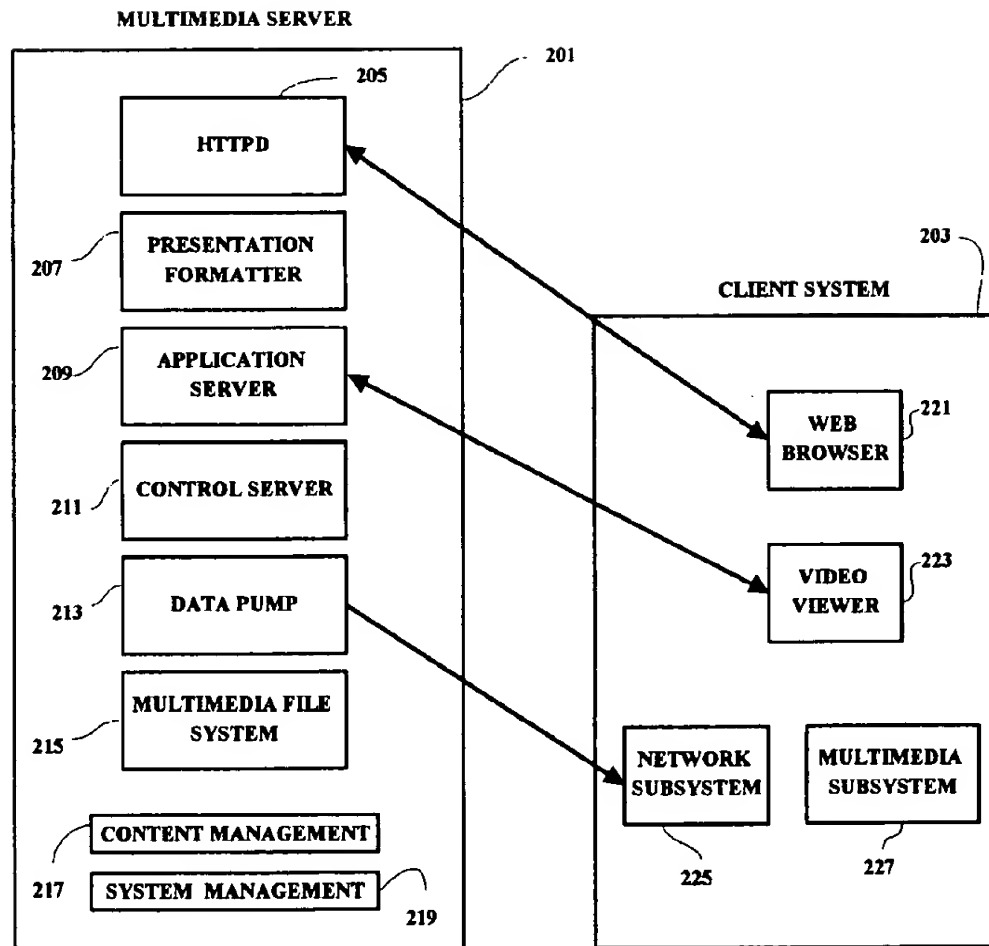 MULTIMEDIA SERVER
201
205
HTTPD
207
PRESENTATION
FORMATTER
209
APPLICATION
SERVER
211
CONTROL SERVER
213
DATA PUMP
215
MULTIMEDIA FILE
SYSTEM
CONTENT MANAGEMENT
217
SYSTEM MANAGEMENT
219
203
CLIENT SYSTEM
WEB
BROWSER
221
VIDEO
VIEWER
223
NETWORK
SUBSYSTEM
225
MULTIMEDIA
SUBSYSTEM
227